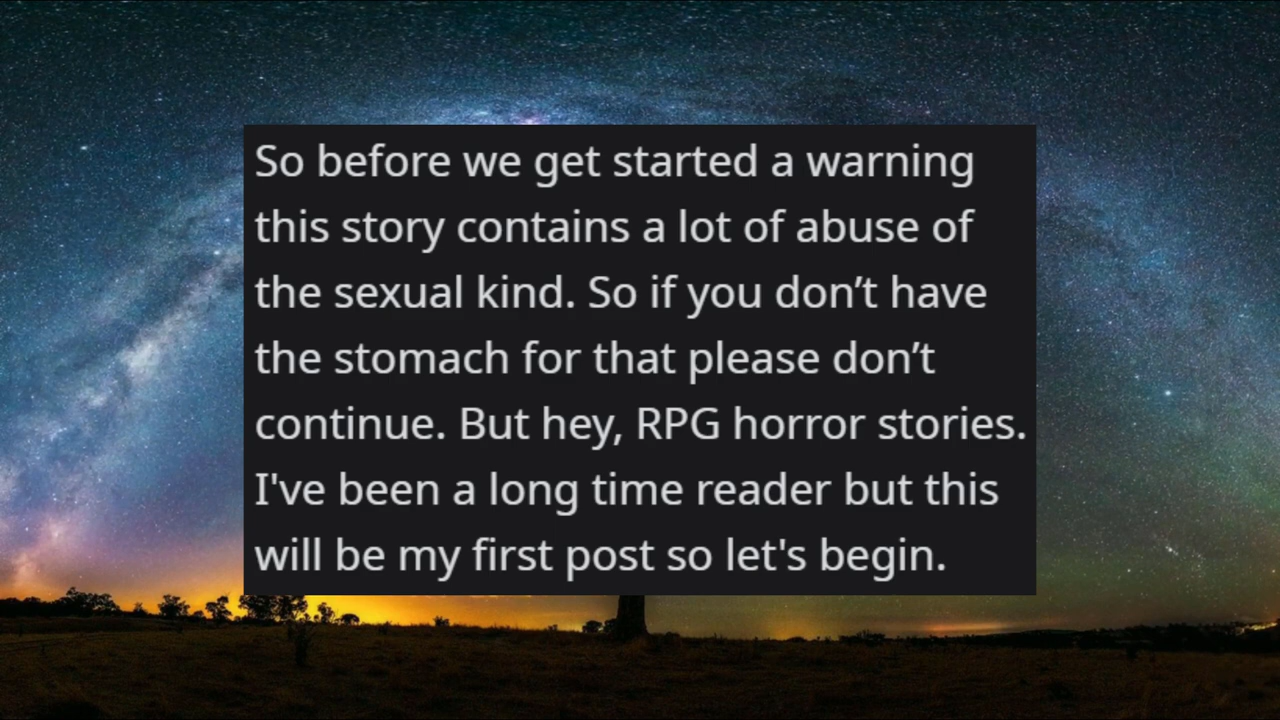 So before we get started a warning
this story contains a lot of abuse of
the sexual kind. So if you don’t have
the stomach for that please don’t
continue. But hey, RPG horror stories.
I've been a long time reader but this
will be my first post so let's begin.